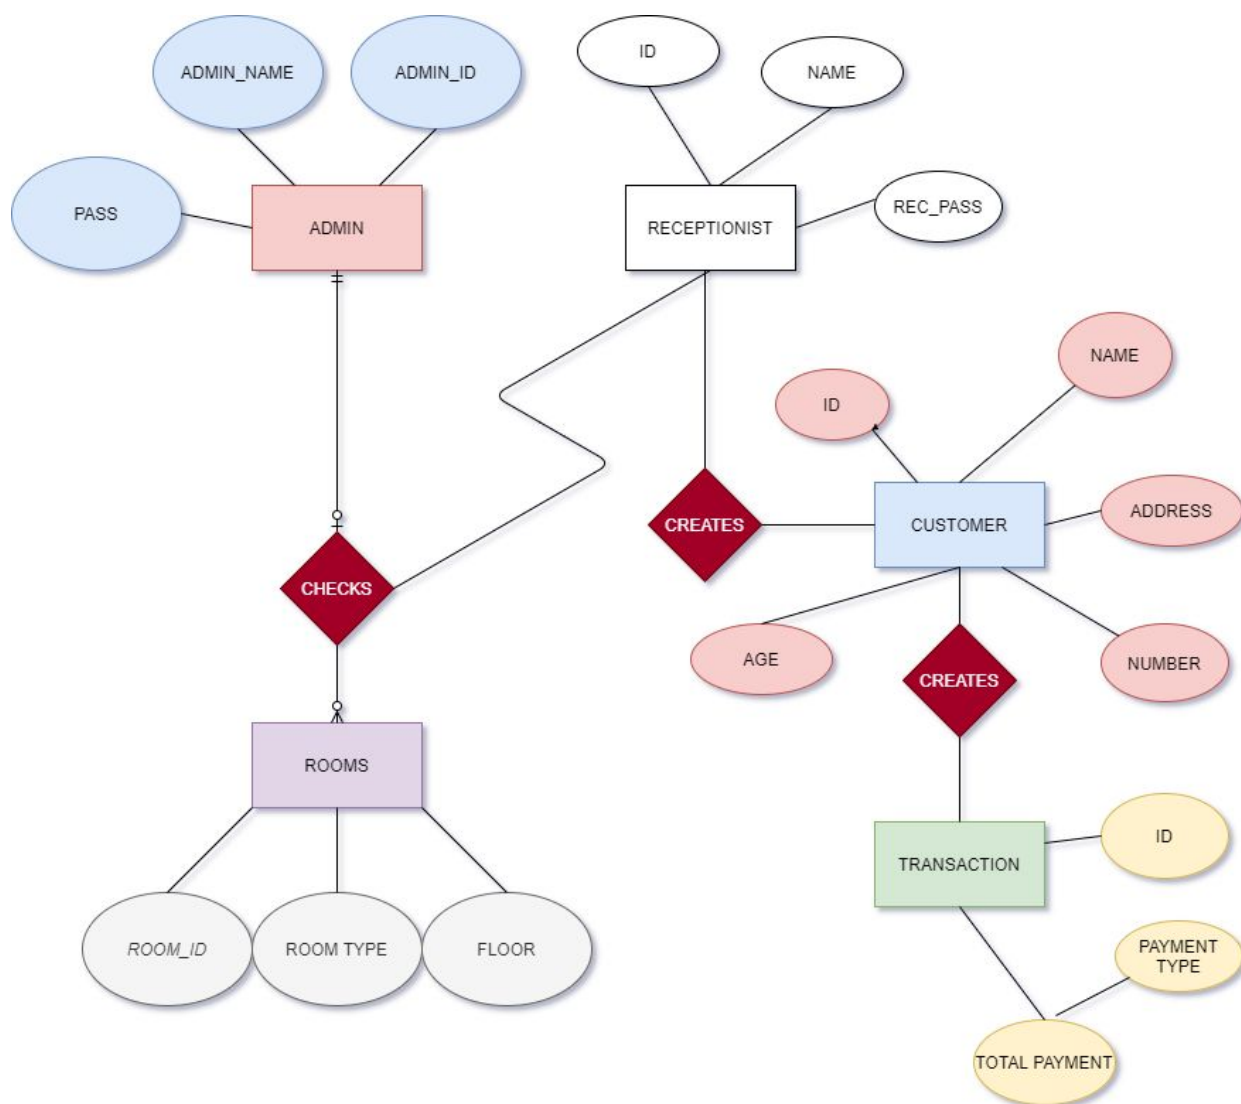 ID
ADMIN_NAME
ADMIN_ID
NAME
PASS
ADMIN
RECEPTIONIST
REC_PASS
NAME
ID
CREATES
CUSTOMER
ADDRESS
CHECKS
AGE
CREATES
NUMBER
ROOMS
TRANSACTION
ID
ROOM_ID
ROOM TYPE
FLOOR
PAYMENT
TYPE
TOTAL PAYMENT